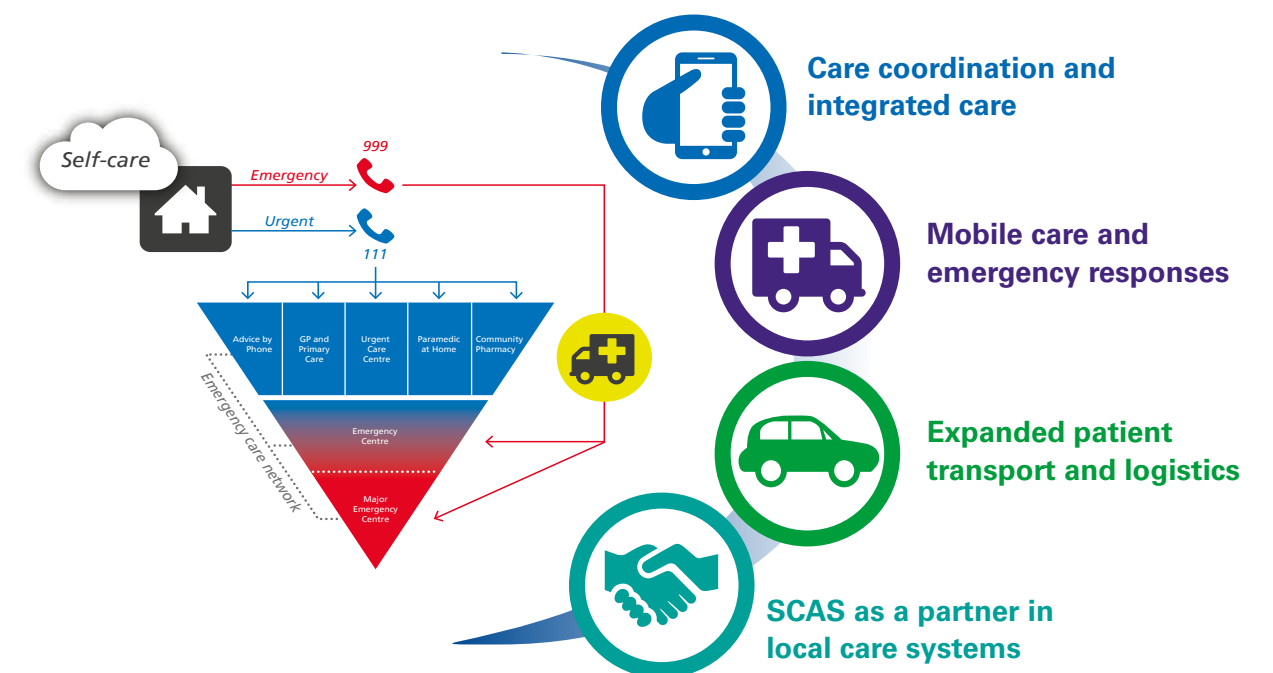 Care coordination and
integrated care
999
Self-care
Emergency
Urgent
111
Mobile care and
emergency responses
Advice by
Phone
GP and
Primary
Care
Urgent
Care
Centre
Paramedic
at Home
Community
Pharmacy
Emergency care network
Emergency
Centre
Expanded patient
transport and logistics
Major
Emergency
Centre
SCAS as a partner in
local care systems